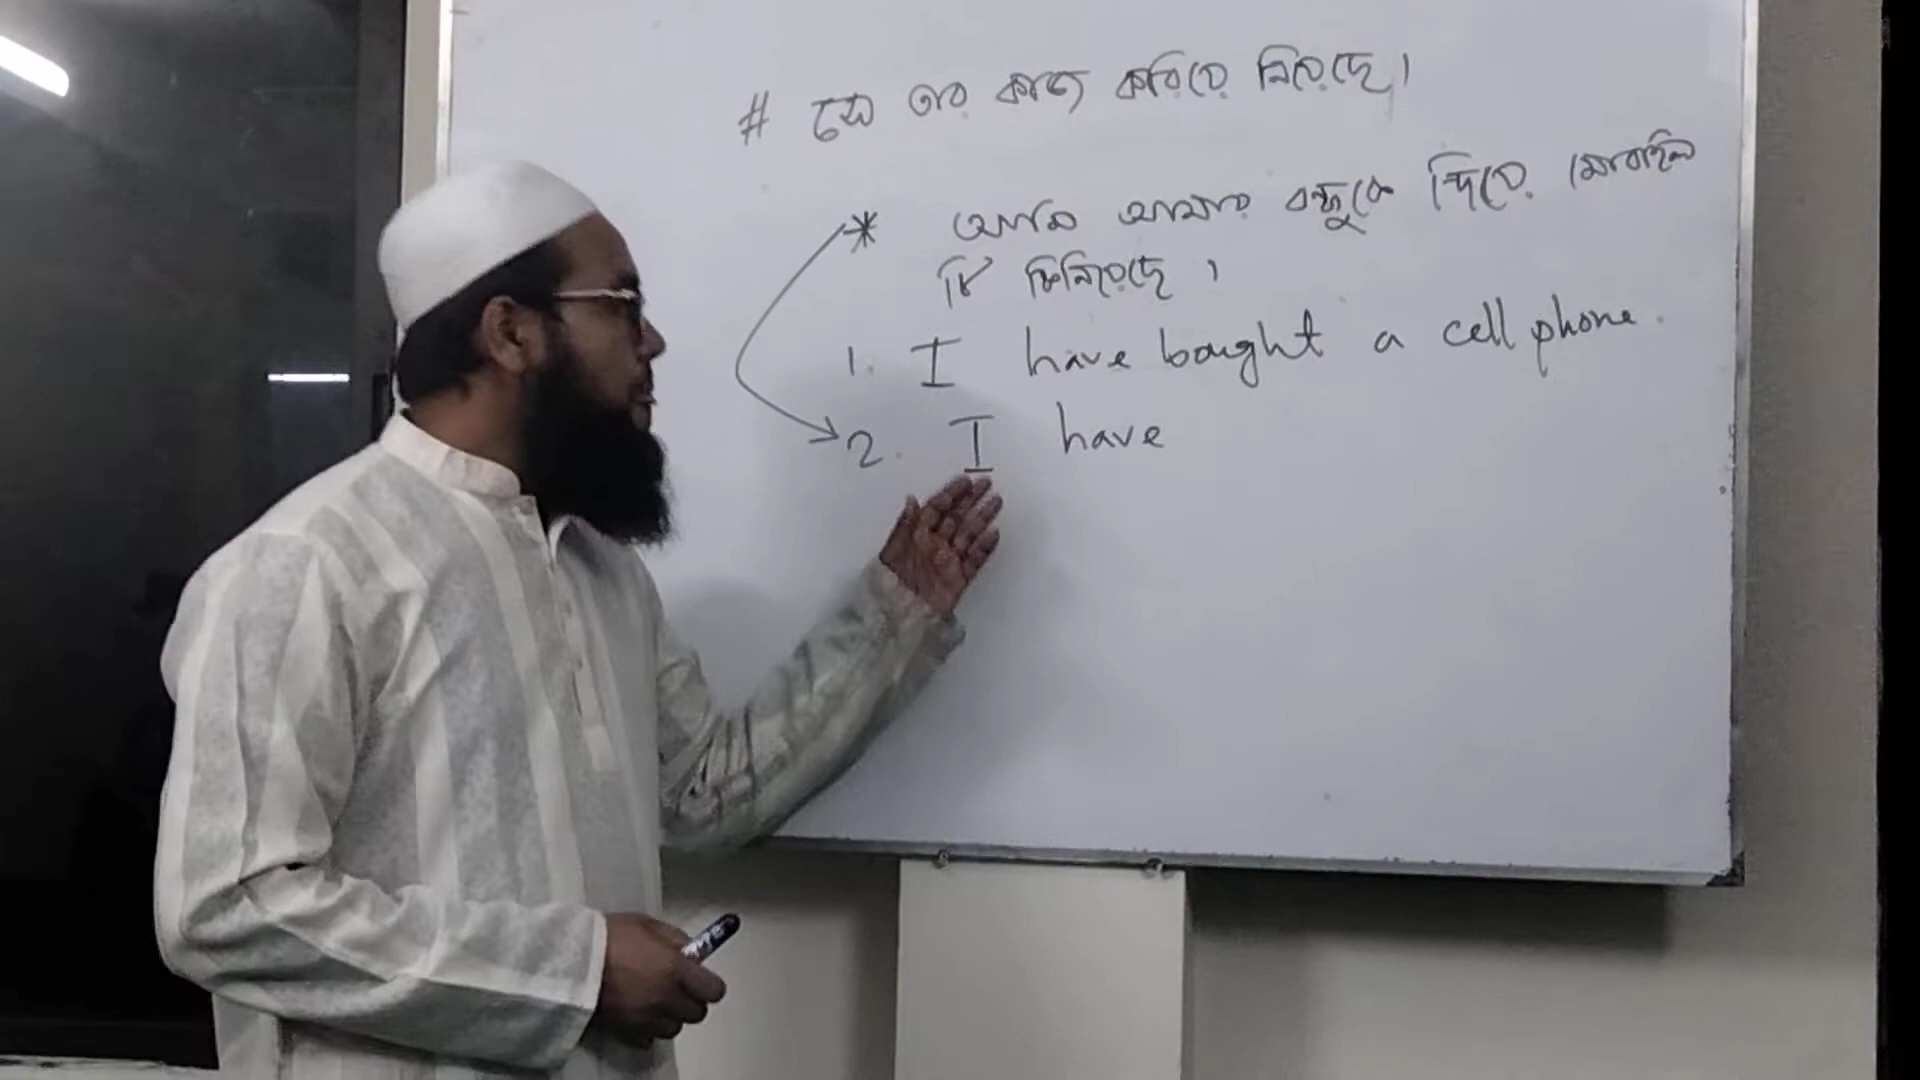 # সে তার কাজ করিয়ে নিয়েছে।
* আমি আমার বন্ধুকে দিয়ে মোবাইল
টি কিনিয়েছে।
1. I have bought a cell phone.
2. I have